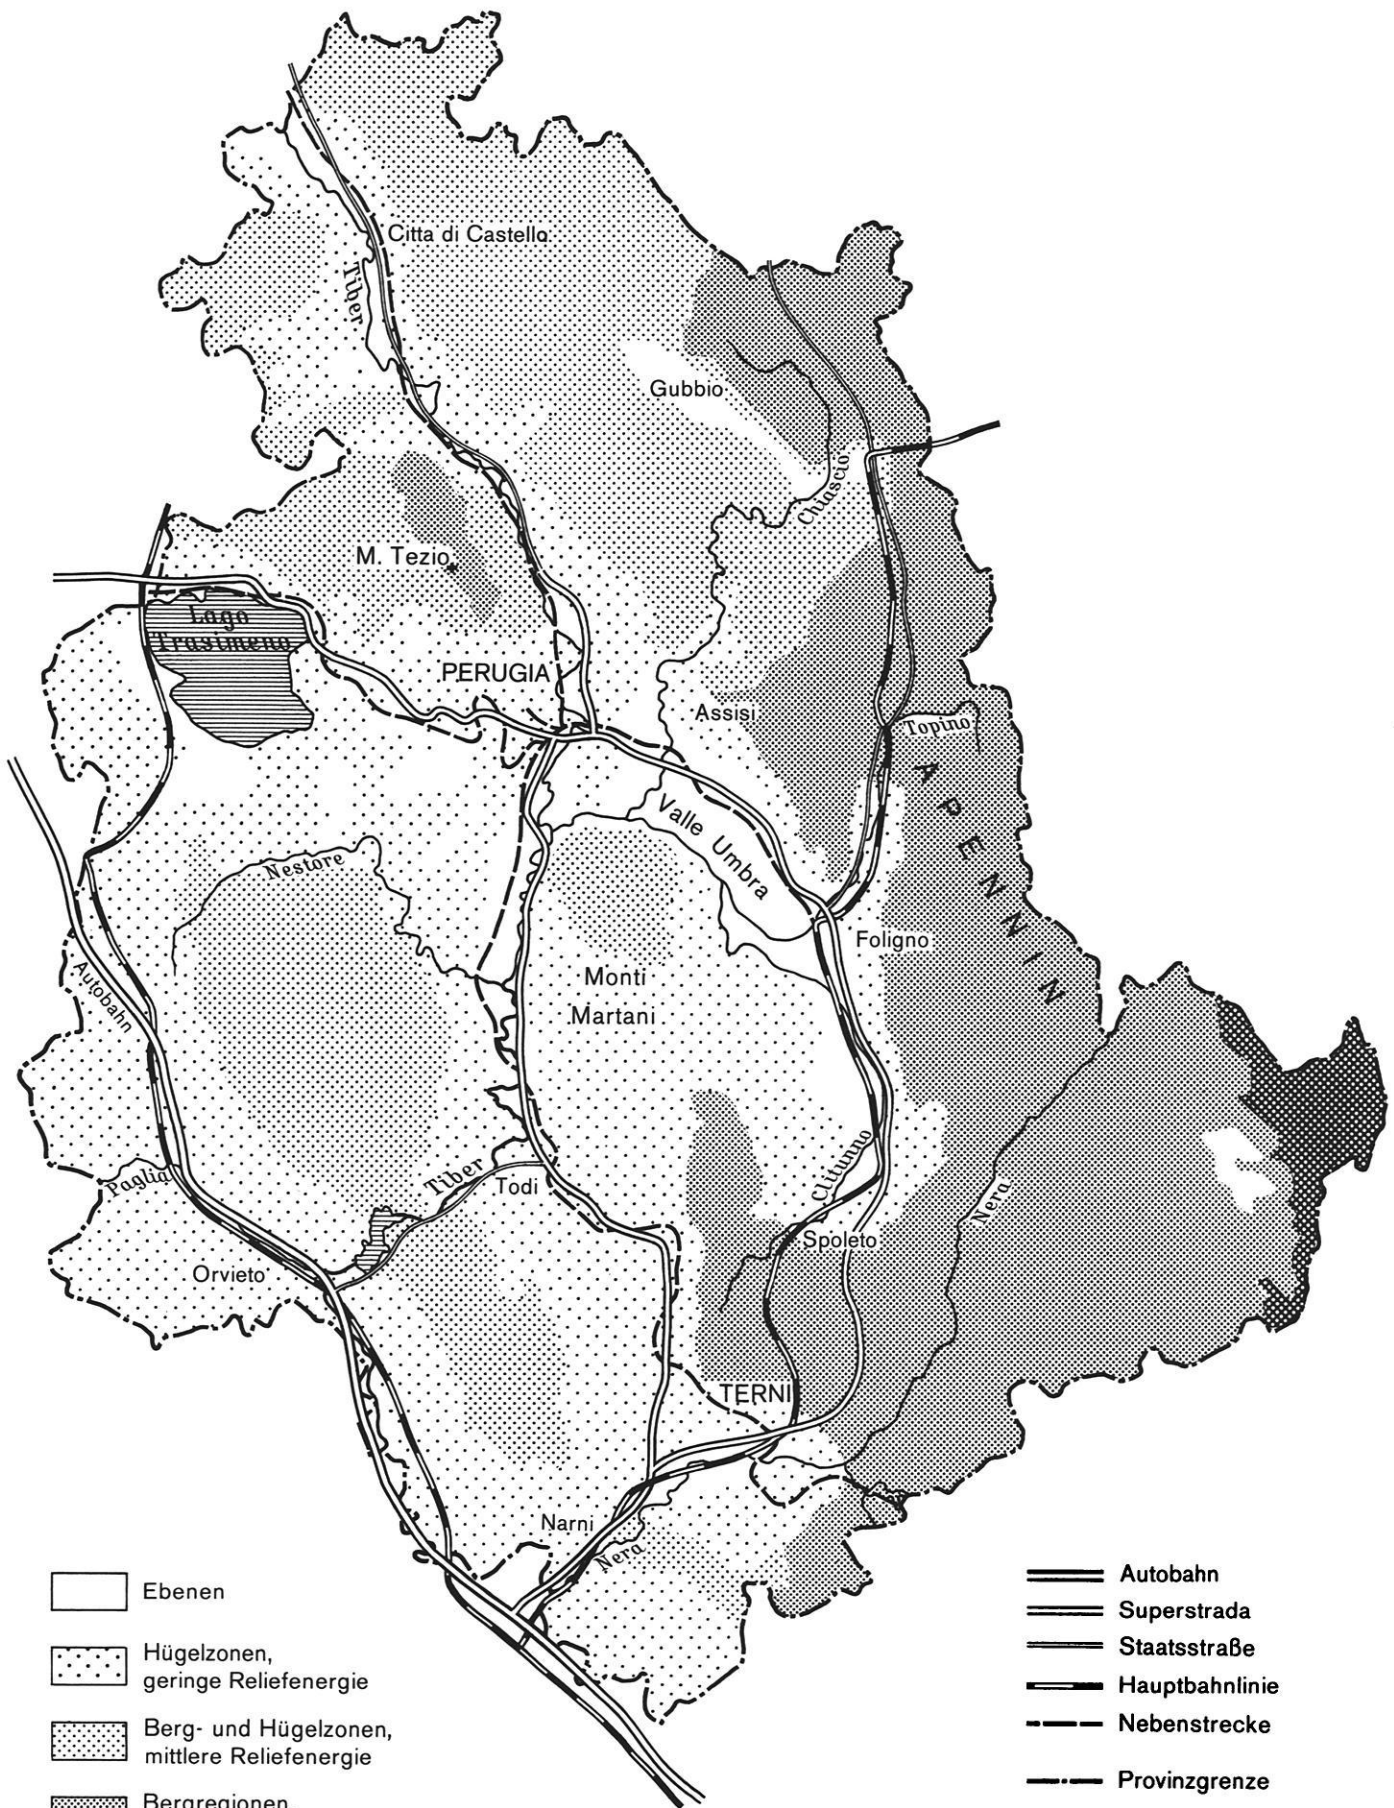 Citta di Castello
Tiber
Gubbio
Chiascio
M. Tezio
Lago
Trasimeno
PERUGIA
Assisi
Topino
APENNIN
Valle Umbra
Nestore
Foligno
Monti
Martani
Autobahn
Clitunno
Paglia
Tiber
Todi
Nera
Spoleto
Orvieto
TERNI
Narni
Nera
Ebenen
Hügelzonen,
geringe Reliefenergie
Berg- und Hügelzonen,
mittlere Reliefenergie
Bergregionen,
Autobahn
Superstrada
Staatsstraße
Hauptbahnlinie
Nebenstrecke
Provinzgrenze